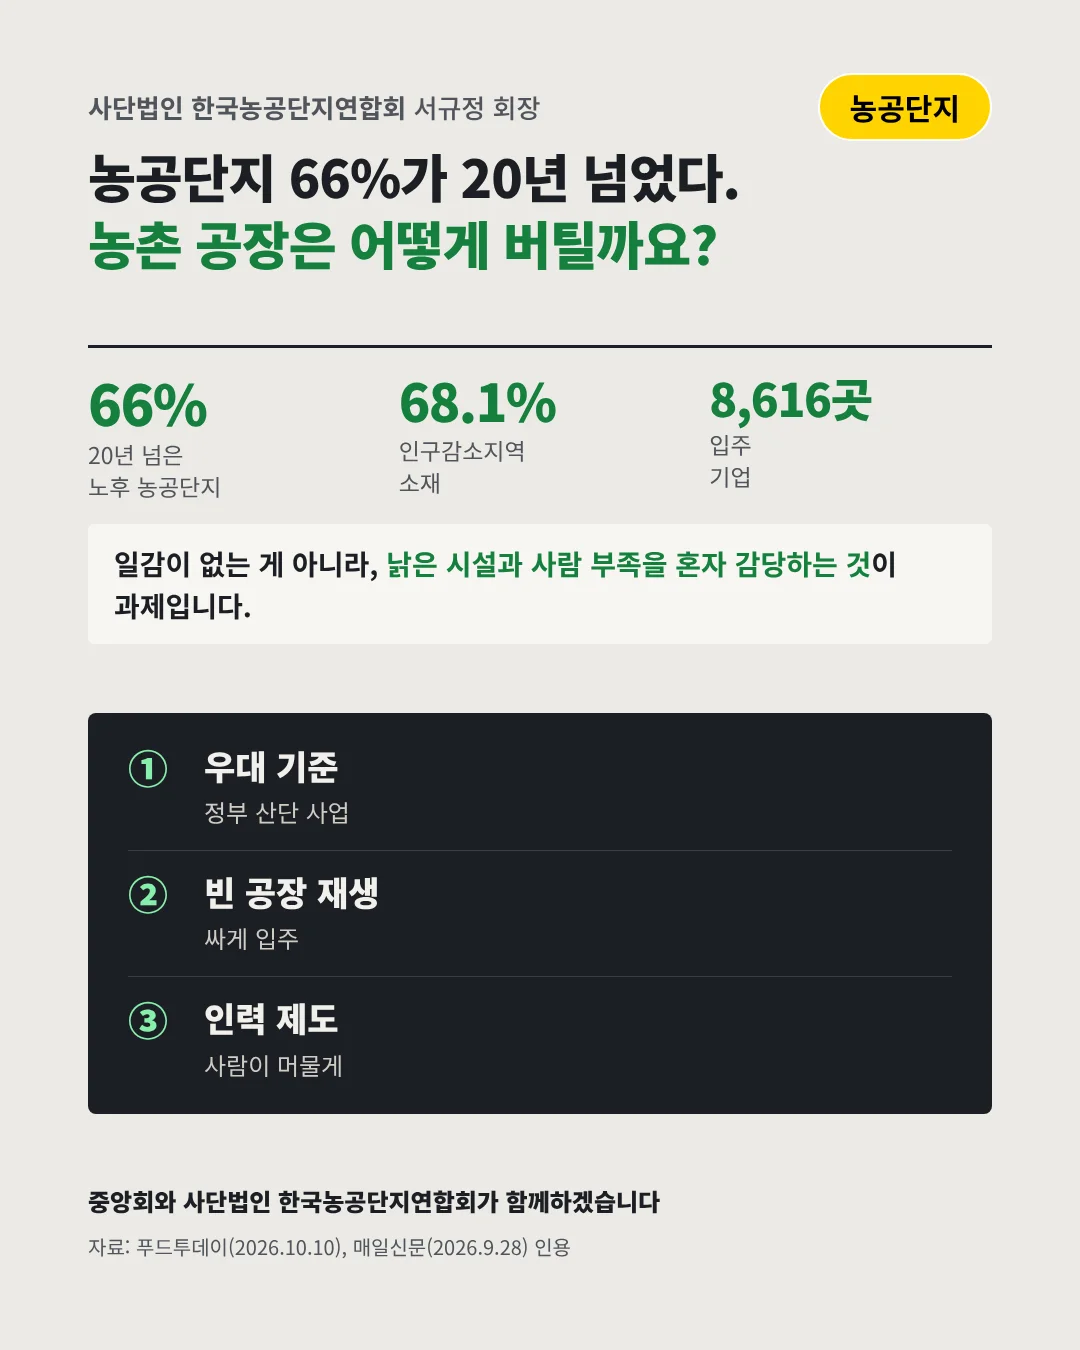 사단법인 한국농공단지연합회 서규정 회장
농공단지
농공단지 66%가 20년 넘었다.
농촌 공장은 어떻게 버틸까요?
66%
20년 넘은
노후 농공단지
68.1%
인구감소지역
소재
8,616곳
입주
기업
일감이 없는 게 아니라, 낡은 시설과 사람 부족을 혼자 감당하는 것이
과제입니다.
① 우대 기준
정부 산단 사업
② 빈 공장 재생
싸게 입주
③ 인력 제도
사람이 머물게
중앙회와 사단법인 한국농공단지연합회가 함께하겠습니다
자료: 푸드투데이(2026.10.10), 매일신문(2026.9.28) 인용